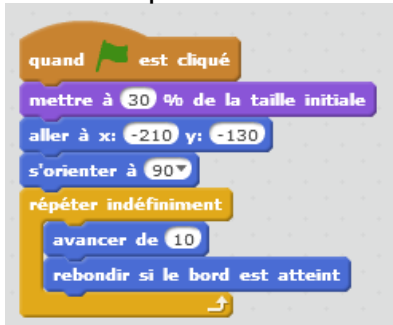 quand est cliqué
mettre à 30 % de la taille initiale
aller à x: -210 y: -130
s'orienter à 90
répéter indéfiniment
avancer de 10
rebondir si le bord est atteint